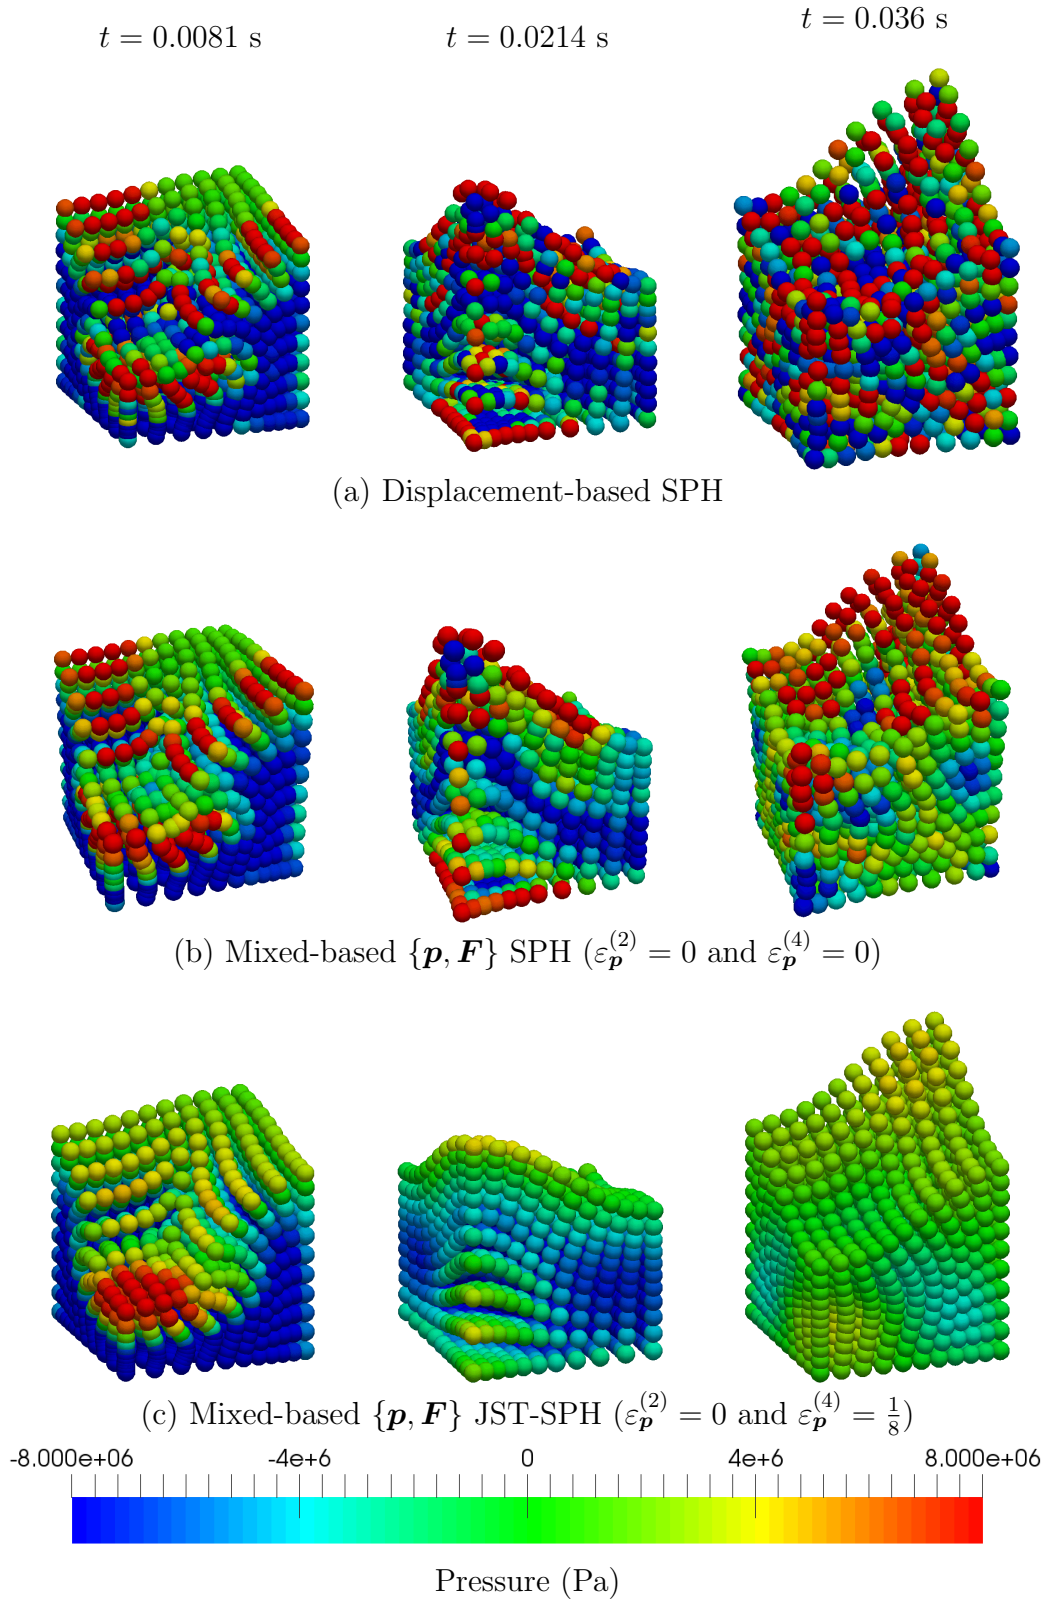 t = 0.0081 s t = 0.0214 s t = 0.036 s
(a) Displacement-based SPH
(b) Mixed-based {p, F} SPH (ε_p^(2) = 0 and ε_p^(4) = 0)
(c) Mixed-based {p, F} JST-SPH (ε_p^(2) = 0 and ε_p^(4) = 1/8)
-8.000e+06 -4e+6 0 4e+6 8.000e+06
Pressure (Pa)